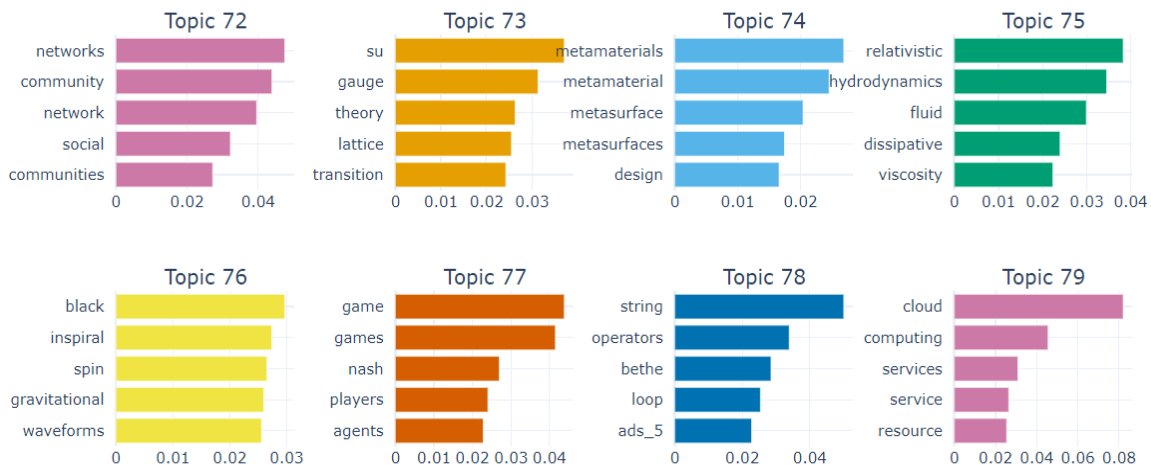 Topic 72
networks
community
network
social
communities
0 0.02 0.04
Topic 73
su
gauge
theory
lattice
transition
0 0.01 0.02 0.03
Topic 74
metamaterials
metamaterial
metasurface
metasurfaces
design
0 0.01 0.02
Topic 75
relativistic
hydrodynamics
fluid
dissipative
viscosity
0 0.01 0.02 0.03 0.04
Topic 76
black
inspiral
spin
gravitational
waveforms
0 0.01 0.02 0.03
Topic 77
game
games
nash
players
agents
0 0.01 0.02 0.03 0.04
Topic 78
string
operators
bethe
loop
ads_5
0 0.02 0.04
Topic 79
cloud
computing
services
service
resource
0 0.02 0.04 0.06 0.08